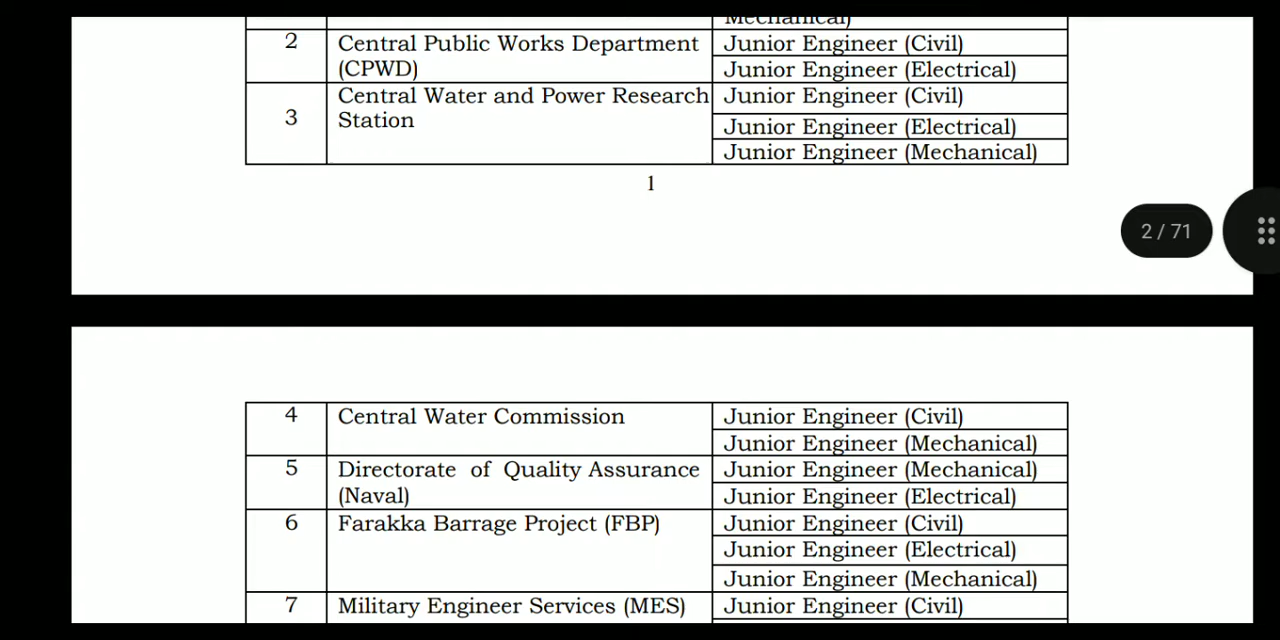 Mechanical)
2 Central Public Works Department Junior Engineer (Civil)
(CPWD) Junior Engineer (Electrical)
3 Central Water and Power Research Junior Engineer (Civil)
Station Junior Engineer (Electrical)
Junior Engineer (Mechanical)
1
2 / 71
4 Central Water Commission Junior Engineer (Civil)
Junior Engineer (Mechanical)
5 Directorate of Quality Assurance Junior Engineer (Mechanical)
(Naval) Junior Engineer (Electrical)
6 Farakka Barrage Project (FBP) Junior Engineer (Civil)
Junior Engineer (Electrical)
Junior Engineer (Mechanical)
7 Military Engineer Services (MES) Junior Engineer (Civil)